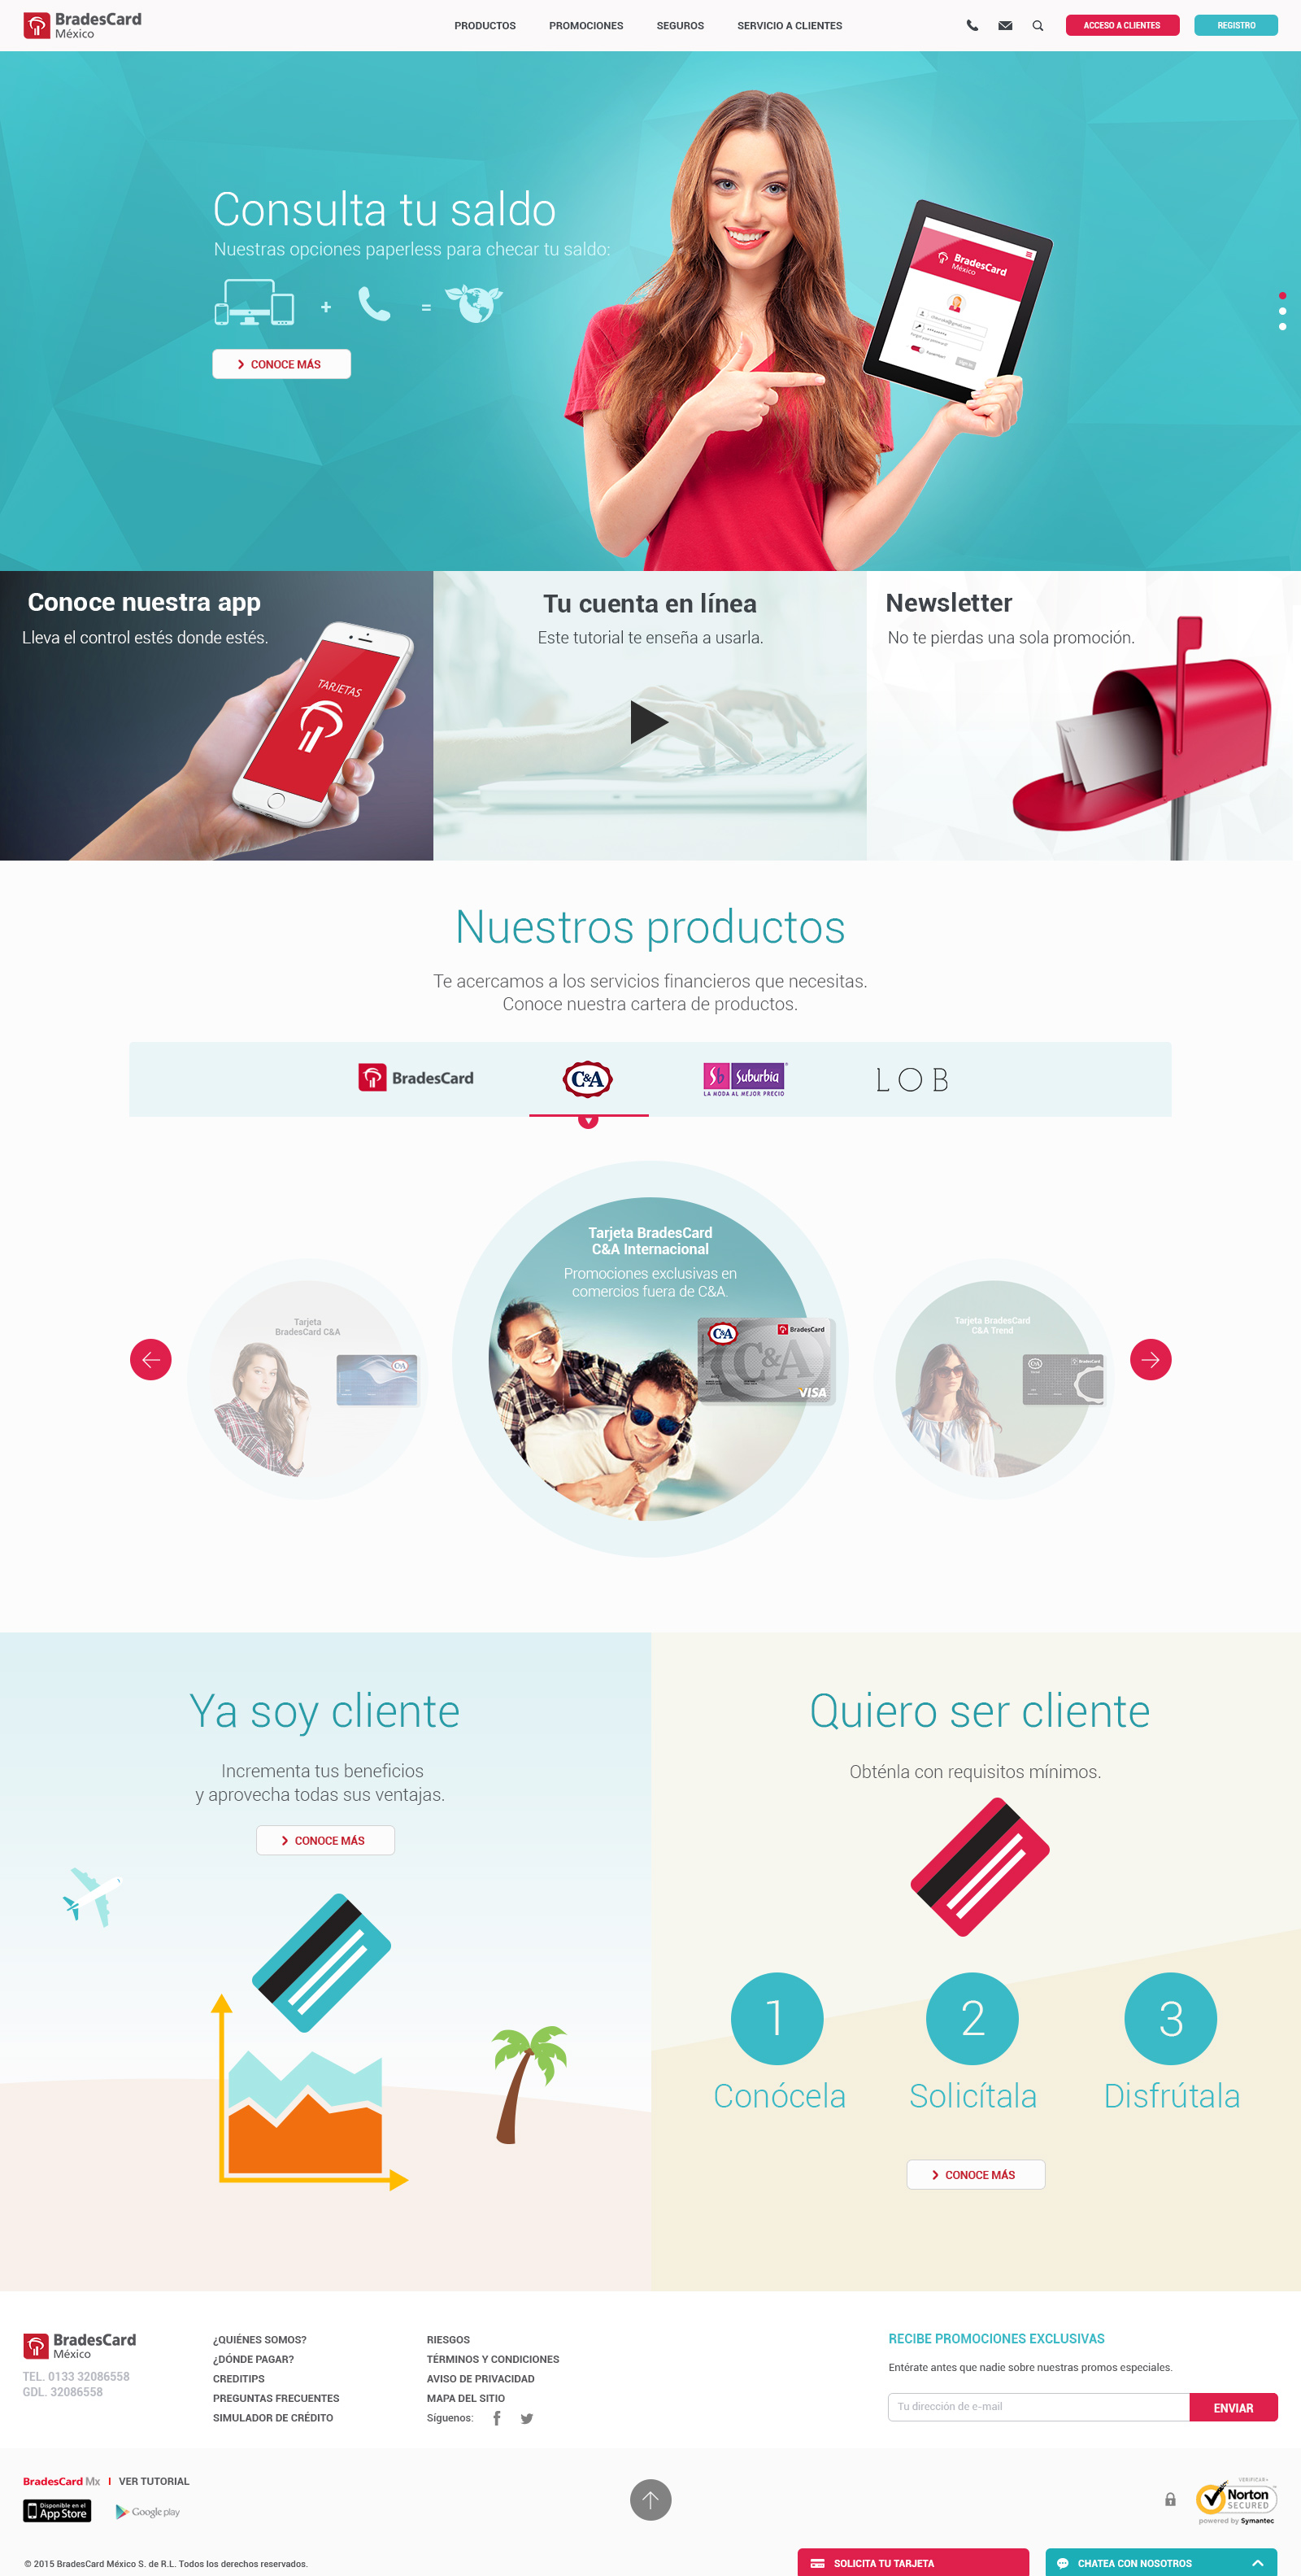 BradesCard
México
PRODUCTOS PROMOCIONES SEGUROS SERVICIO A CLIENTES
ACCESO A CLIENTES
REGISTRO
Consulta tu saldo
Nuestras opciones paperless para checar tu saldo:
+ =
CONOCE MÁS
BradesCard
México
Conoce nuestra app
Lleva el control estés donde estés.
TARJETAS
Tu cuenta en línea
Este tutorial te enseña a usarla.
Newsletter
No te pierdas una sola promoción.
Nuestros productos
Te acercamos a los servicios financieros que necesitas.
Conoce nuestra cartera de productos.
BradesCard
C&A
Sb Suburbia
LA MODA AL MEJOR PRECIO
LOB
Tarjeta
BradesCard C&A
C&A
Tarjeta BradesCard
C&A Internacional
Promociones exclusivas en
comercios fuera de C&A.
C&A
BradesCard
C&A
VISA
Tarjeta BradesCard
C&A Trend
Ya soy cliente
Incrementa tus beneficios
y aprovecha todas sus ventajas.
CONOCE MÁS
Quiero ser cliente
Obténla con requisitos mínimos.
1 2 3
Conócela Solicítala Disfrútala
CONOCE MÁS
BradesCard
México
TEL. 0133 32086558
GDL. 32086558
¿QUIÉNES SOMOS?
¿DÓNDE PAGAR?
CREDITIPS
PREGUNTAS FRECUENTES
SIMULADOR DE CRÉDITO
RIESGOS
TÉRMINOS Y CONDICIONES
AVISO DE PRIVACIDAD
MAPA DEL SITIO
Síguenos:
RECIBE PROMOCIONES EXCLUSIVAS
Entérate antes que nadie sobre nuestras promos especiales.
Tu dirección de e-mail
ENVIAR
BradesCard Mx | VER TUTORIAL
Disponible en el
App Store
Google play
VERIFICAR
Norton
SECURED
powered by Symantec
© 2015 BradesCard México S. de R.L. Todos los derechos reservados.
SOLICITA TU TARJETA
CHATEA CON NOSOTROS